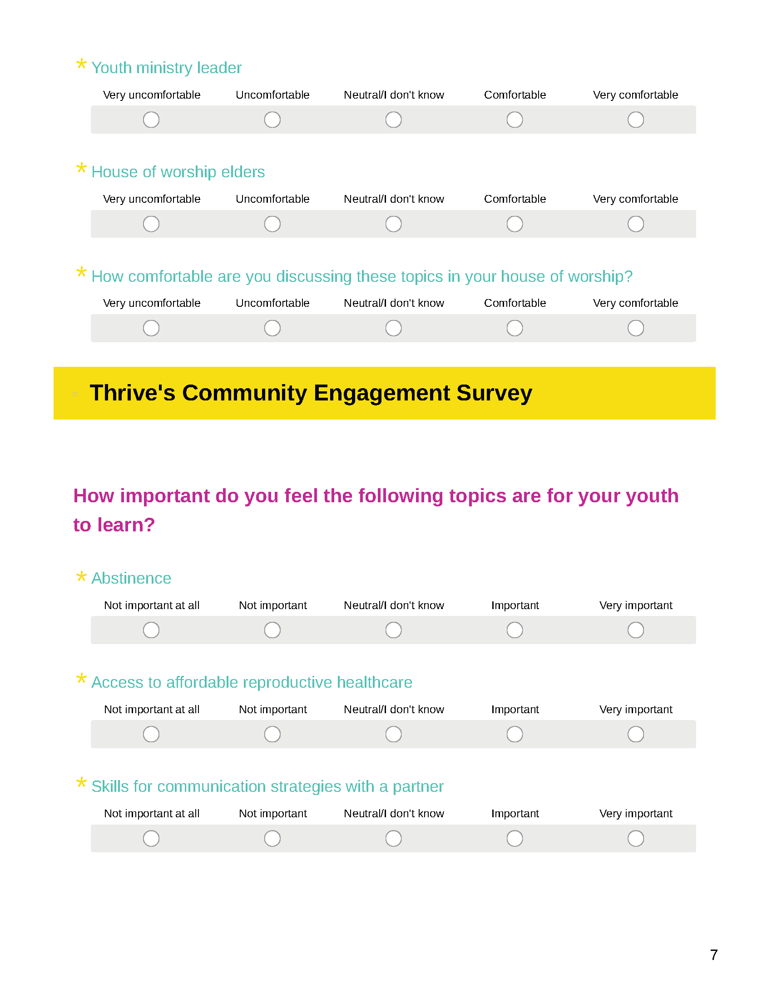 * Youth ministry leader
Very uncomfortable Uncomfortable Neutral/I don't know Comfortable Very comfortable
* House of worship elders
Very uncomfortable Uncomfortable Neutral/I don't know Comfortable Very comfortable
* How comfortable are you discussing these topics in your house of worship?
Very uncomfortable Uncomfortable Neutral/I don't know Comfortable Very comfortable
Thrive's Community Engagement Survey
How important do you feel the following topics are for your youth
to learn?
* Abstinence
Not important at all Not important Neutral/I don't know Important Very important
* Access to affordable reproductive healthcare
Not important at all Not important Neutral/I don't know Important Very important
* Skills for communication strategies with a partner
Not important at all Not important Neutral/I don't know Important Very important
7